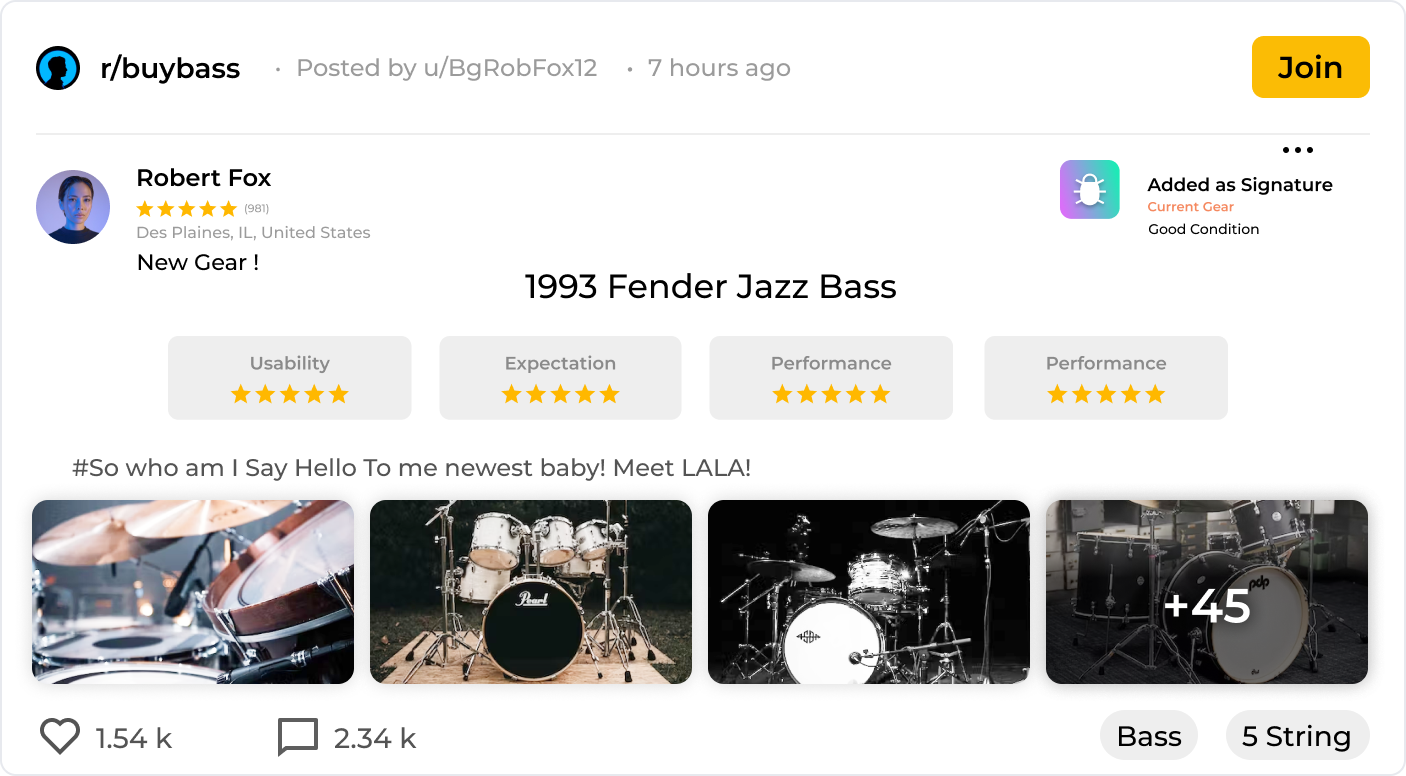 r/buybass • Posted by u/BgRobFox12 • 7 hours ago
Join
Robert Fox
(981)
Des Plaines, IL, United States
New Gear !
Added as Signature
Current Gear
Good Condition
1993 Fender Jazz Bass
Usability
Expectation
Performance
Performance
#So who am I Say Hello To me newest baby! Meet LALA!
Pearl
pdp
+45
1.54 k
2.34 k
Bass
5 String